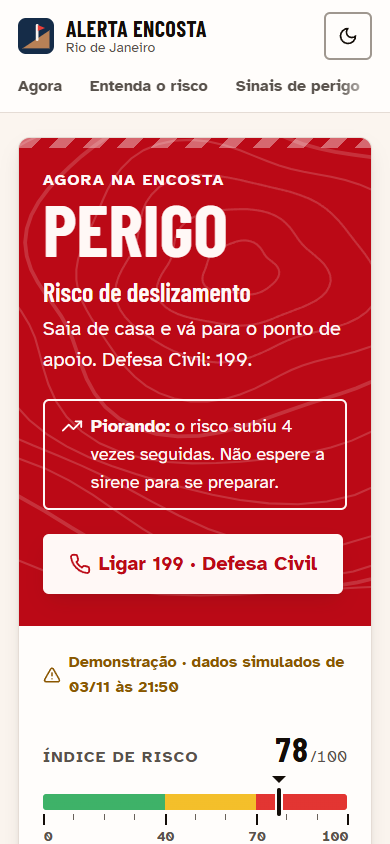 ALERTA ENCOSTA
Rio de Janeiro
Agora Entenda o risco Sinais de perigo
AGORA NA ENCOSTA
PERIGO
Risco de deslizamento
Saia de casa e vá para o ponto de
apoio. Defesa Civil: 199.
Piorando: o risco subiu 4
vezes seguidas. Não espere a
sirene para se preparar.
Ligar 199 · Defesa Civil
Demonstração · dados simulados de
03/11 às 21:50
ÍNDICE DE RISCO 78/100
0 40 70 100